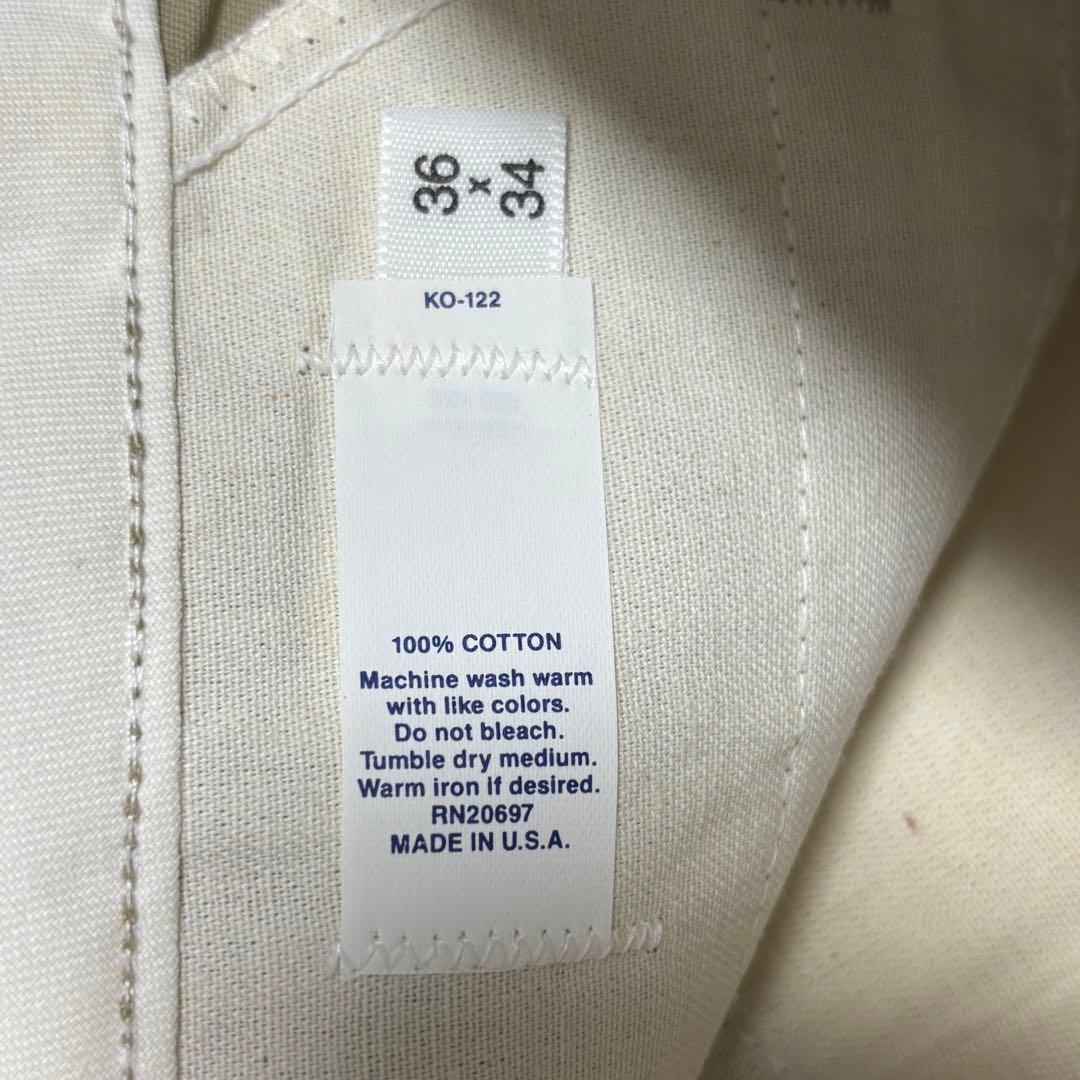 36
x
34
KO-122
100% COTTON
Machine wash warm
with like colors.
Do not bleach.
Tumble dry medium.
Warm iron if desired.
RN20697
MADE IN U.S.A.